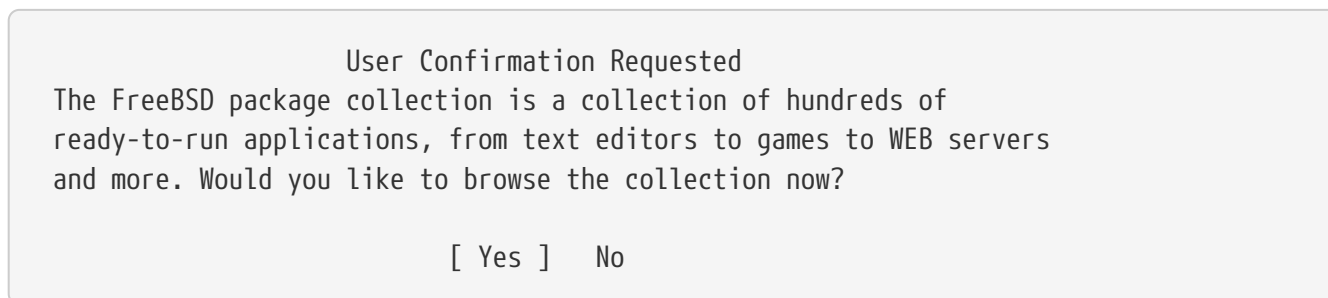 User Confirmation Requested
The FreeBSD package collection is a collection of hundreds of
ready-to-run applications, from text editors to games to WEB servers
and more. Would you like to browse the collection now?
[ Yes ] No